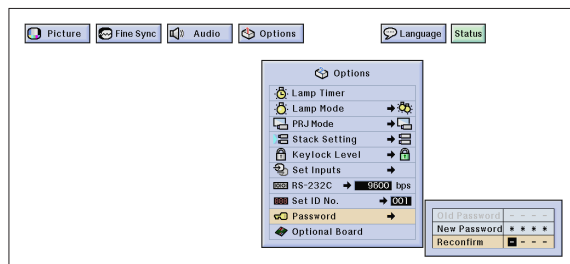 Picture Fine Sync Audio Options Language Status
Options
Lamp Timer
Lamp Mode
PRJ Mode
Stack Setting
Keylock Level
Set Inputs
RS-232C 9600 bps
Set ID No. 001
Password
Optional Board
Old Password - - - -
New Password * * * *
Reconfirm - - - -